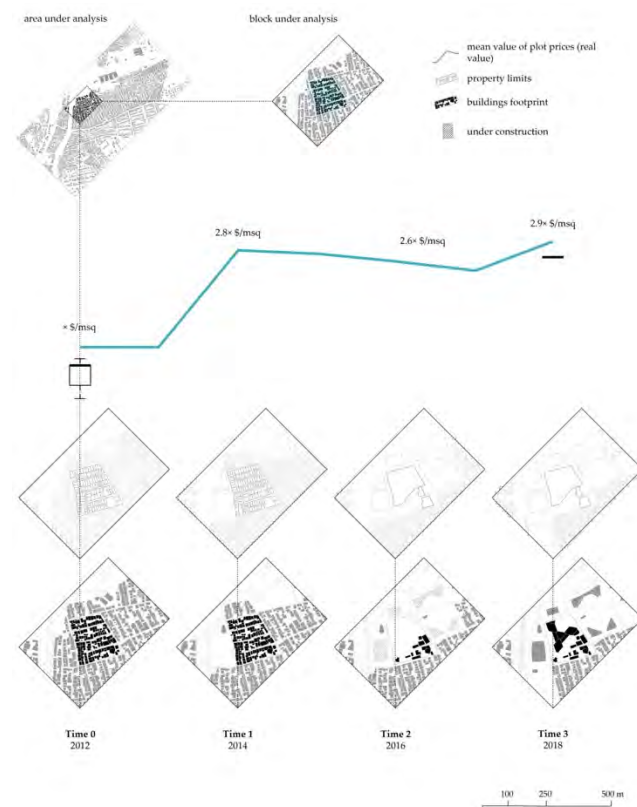 area under analysis
block under analysis
mean value of plot prices (real
value)
property limits
buildings footprint
under construction
2.8× $/msq
2.6× $/msq
2.9× $/msq
× $/msq
Time 0
2012
Time 1
2014
Time 2
2016
Time 3
2018
100 250 500 m